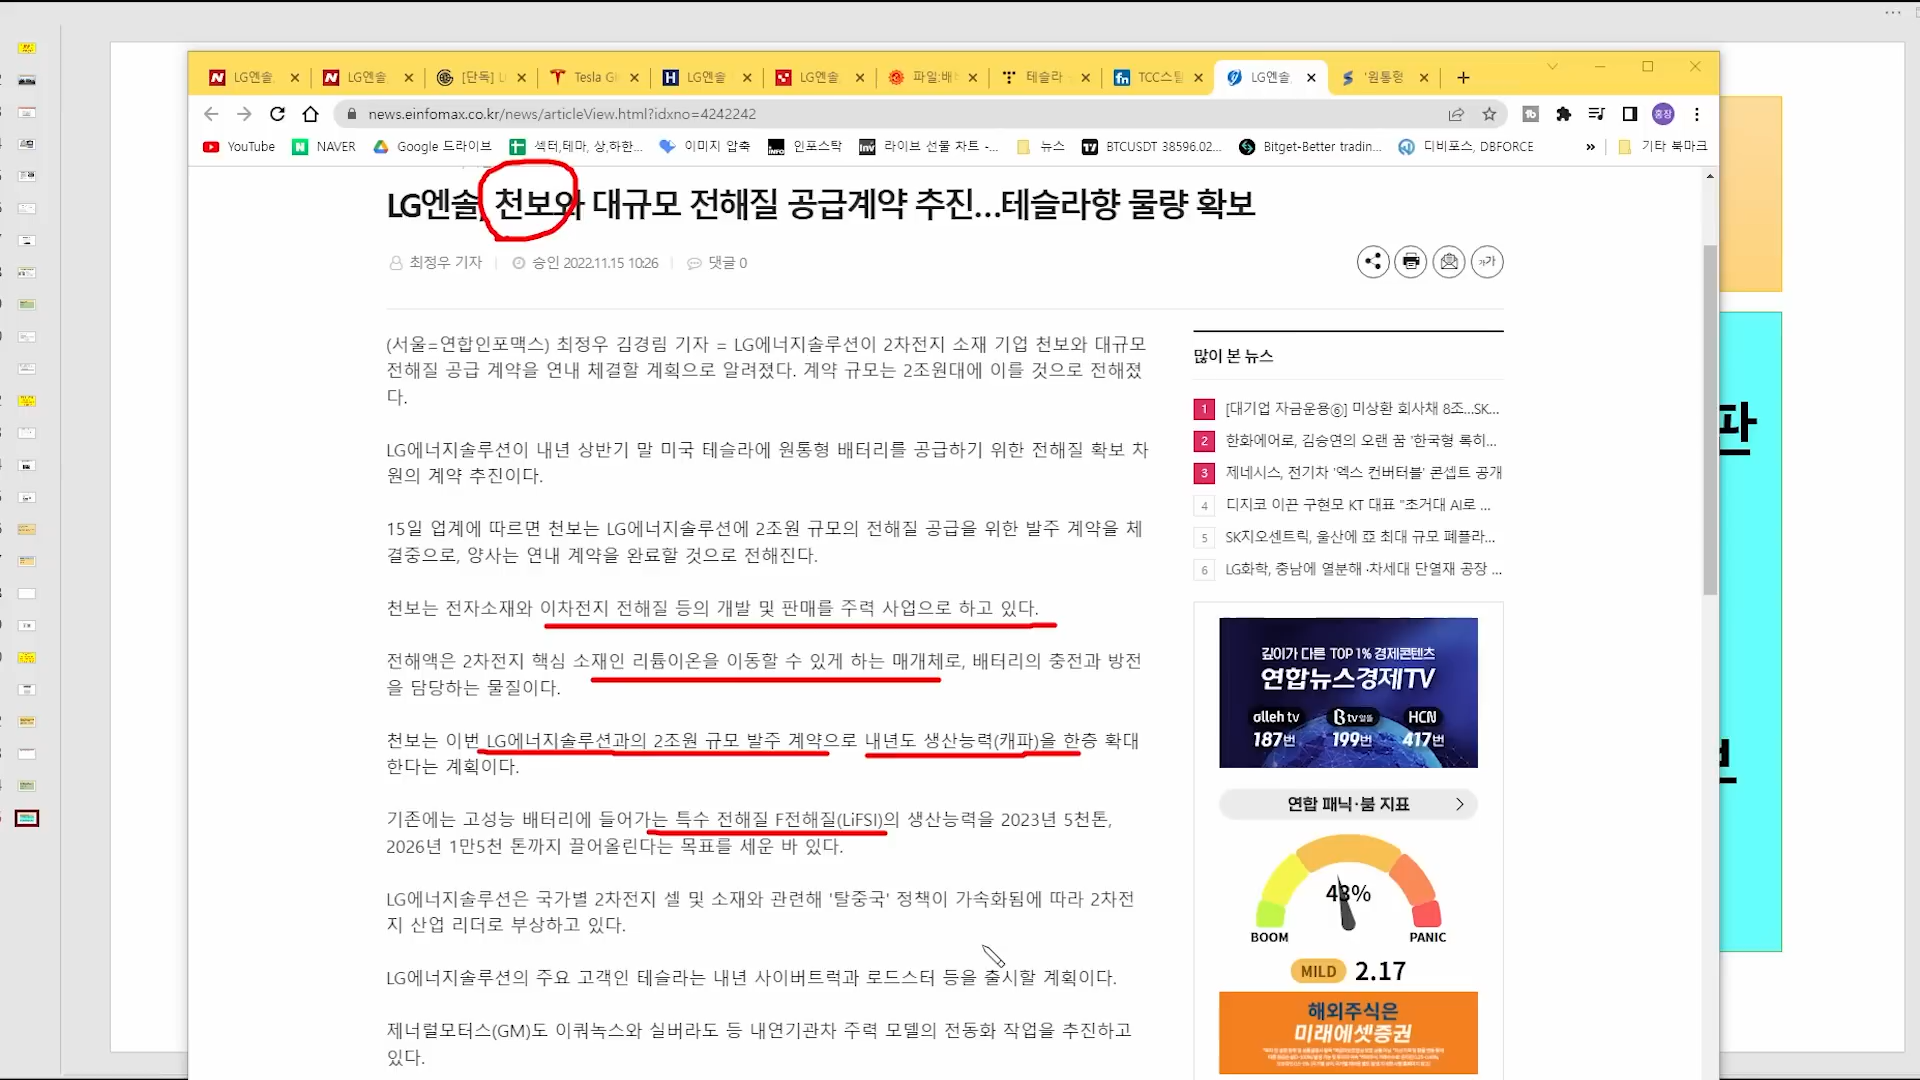 LG엔솔
LG엔솔
[단독] L
Tesla Gi
LG엔솔
LG엔솔
파일:배
테슬라
TCC스틸
LG엔솔
'원통형
news.einfomax.co.kr/news/articleView.html?idxno=4242242
YouTube
NAVER
Google 드라이브
섹터,테마, 상,하한...
이미지 압축
인포스탁
라이브 선물 차트 -...
뉴스
BTCUSDT 38596.02...
Bitget-Better tradin...
디비포스, DBFORCE
»
기타 북마크
LG엔솔, 천보와 대규모 전해질 공급계약 추진…테슬라향 물량 확보
최정우 기자
승인 2022.11.15 10:26
댓글 0
가가
(서울=연합인포맥스) 최정우 김경림 기자 = LG에너지솔루션이 2차전지 소재 기업 천보와 대규모
전해질 공급 계약을 연내 체결할 계획으로 알려졌다. 계약 규모는 2조원대에 이를 것으로 전해졌
다.
LG에너지솔루션이 내년 상반기 말 미국 테슬라에 원통형 배터리를 공급하기 위한 전해질 확보 차
원의 계약 추진이다.
15일 업계에 따르면 천보는 LG에너지솔루션에 2조원 규모의 전해질 공급을 위한 발주 계약을 체
결중으로, 양사는 연내 계약을 완료할 것으로 전해진다.
천보는 전자소재와 이차전지 전해질 등의 개발 및 판매를 주력 사업으로 하고 있다.
전해액은 2차전지 핵심 소재인 리튬이온을 이동할 수 있게 하는 매개체로, 배터리의 충전과 방전
을 담당하는 물질이다.
천보는 이번 LG에너지솔루션과의 2조원 규모 발주 계약으로 내년도 생산능력(캐파)을 한층 확대
한다는 계획이다.
기존에는 고성능 배터리에 들어가는 특수 전해질 F전해질(LiFSI)의 생산능력을 2023년 5천톤,
2026년 1만5천 톤까지 끌어올린다는 목표를 세운 바 있다.
LG에너지솔루션은 국가별 2차전지 셀 및 소재와 관련해 '탈중국' 정책이 가속화됨에 따라 2차전
지 산업 리더로 부상하고 있다.
LG에너지솔루션의 주요 고객인 테슬라는 내년 사이버트럭과 로드스터 등을 출시할 계획이다.
제너럴모터스(GM)도 이쿼녹스와 실버라도 등 내연기관차 주력 모델의 전동화 작업을 추진하고
있다.
많이 본 뉴스
1 [대기업 자금운용⑥] 미상환 회사채 8조…SK...
2 한화에어로, 김승연의 오랜 꿈 '한국형 록히...
3 제네시스, 전기차 '엑스 컨버터블' 콘셉트 공개
4 디지코 이끈 구현모 KT 대표 "초거대 AI로 ...
5 SK지오센트릭, 울산에 亞 최대 규모 폐플라...
6 LG화학, 충남에 열분해·차세대 단열재 공장 ...
깊이가 다른 TOP 1% 경제콘텐츠
연합뉴스경제TV
olleh tv B tv 알뜰 HCN
187번 199번 417번
연합 패닉·붐 지표
43%
BOOM PANIC
MILD 2.17
해외주식은
미래에셋증권
파